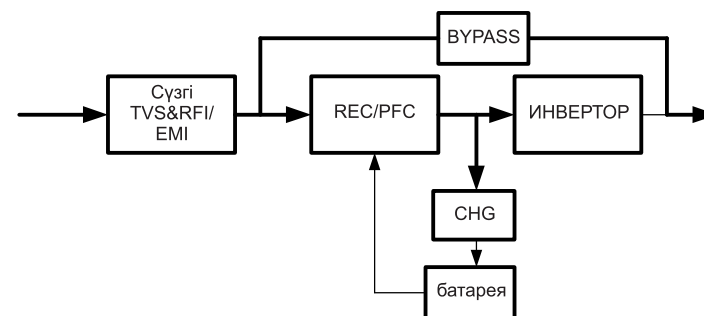 BYPASS
Сүзгі
TVS&RFI/
EMI
REC/PFC
ИНВЕРТОР
CHG
батарея